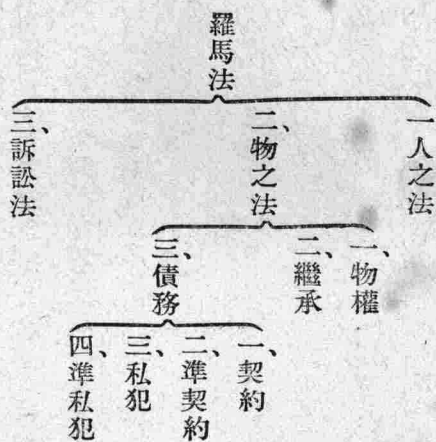 羅馬法
一人之法
二、物之法
一、物權
二、繼承
三、債務
一、契約
二、準契約
三、私犯
四、準私犯
三、訴訟法